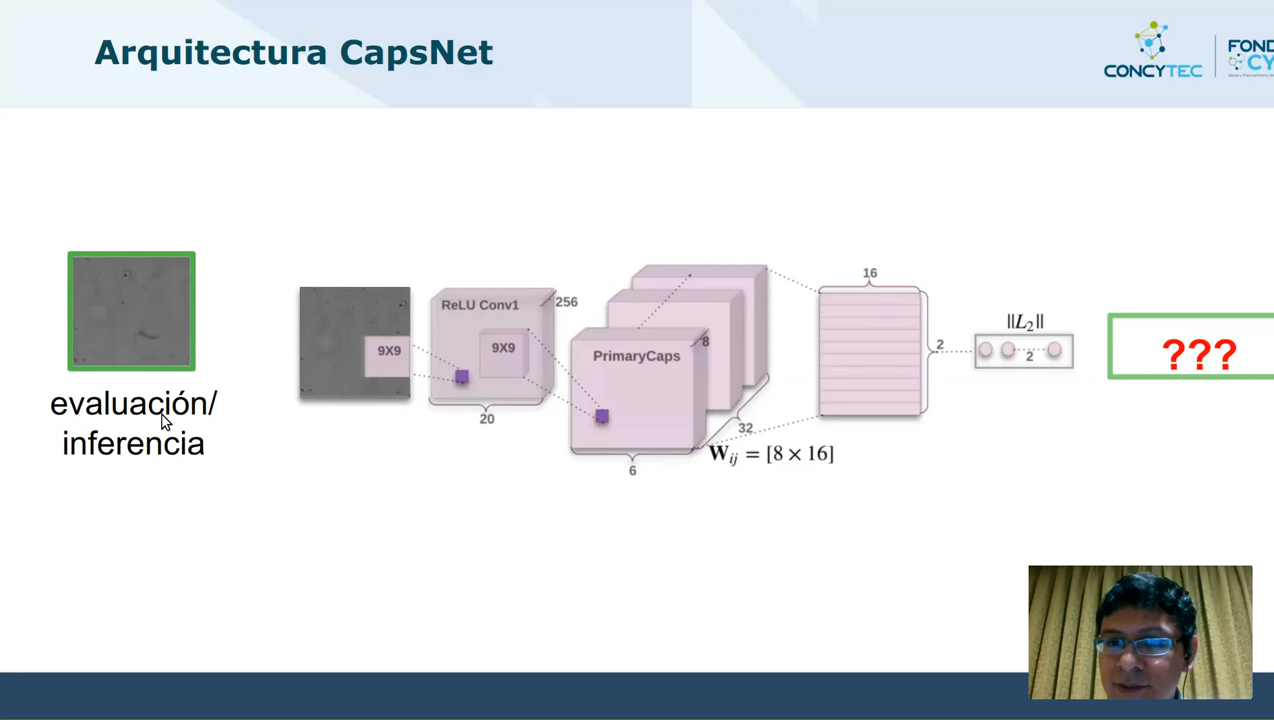 Arquitectura CapsNet
CONCYTEC
FOND
CY
evaluación/
inferencia
9X9
ReLU Conv1
256
9X9
20
PrimaryCaps
8
32
6
W_ij = [8 × 16]
16
2
||L₂||
2
???